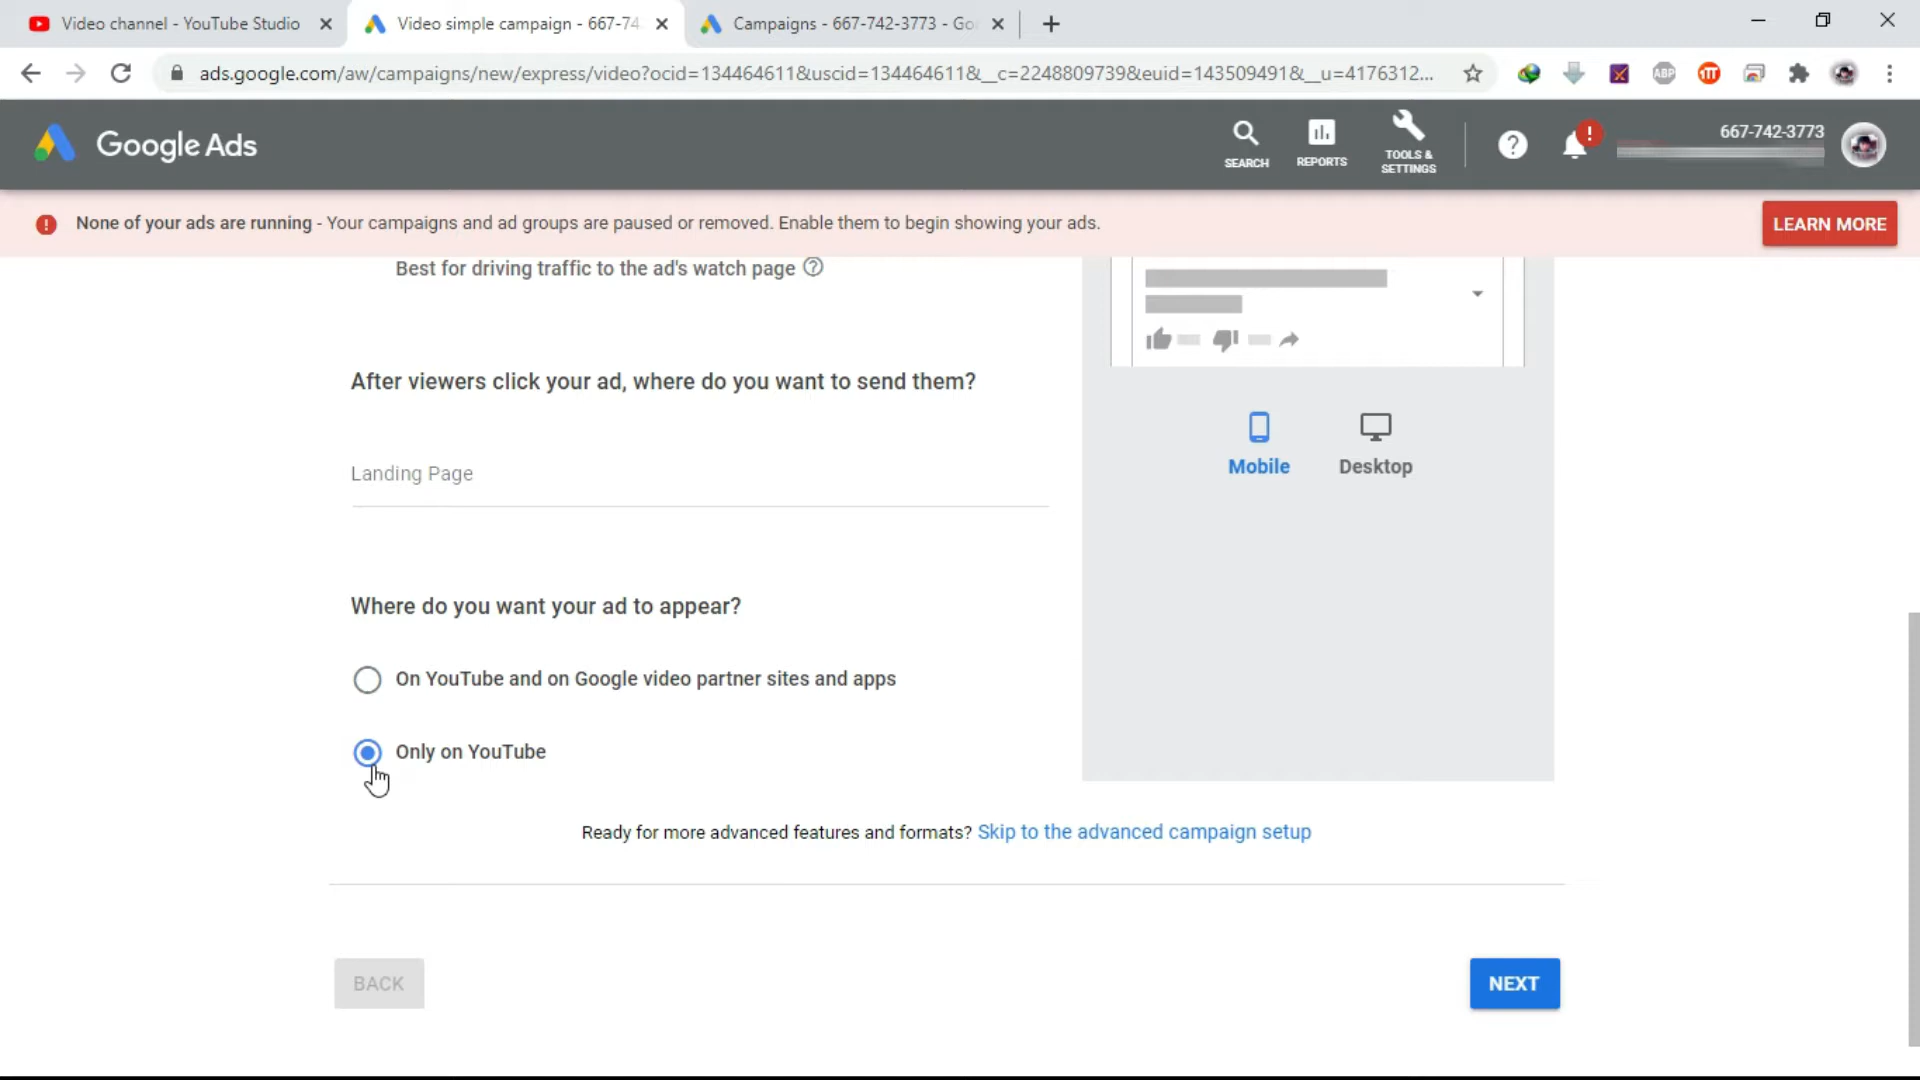 Video channel - YouTube Studio
Video simple campaign - 667-74
Campaigns - 667-742-3773 - Go
ads.google.com/aw/campaigns/new/express/video?ocid=134464611&uscid=134464611&__c=2248809739&euid=143509491&__u=4176312...
ABP
Google Ads
SEARCH
REPORTS
TOOLS &
SETTINGS
667-742-3773
None of your ads are running - Your campaigns and ad groups are paused or removed. Enable them to begin showing your ads.
LEARN MORE
Best for driving traffic to the ad's watch page
After viewers click your ad, where do you want to send them?
Landing Page
Mobile
Desktop
Where do you want your ad to appear?
On YouTube and on Google video partner sites and apps
Only on YouTube
Ready for more advanced features and formats? Skip to the advanced campaign setup
BACK
NEXT